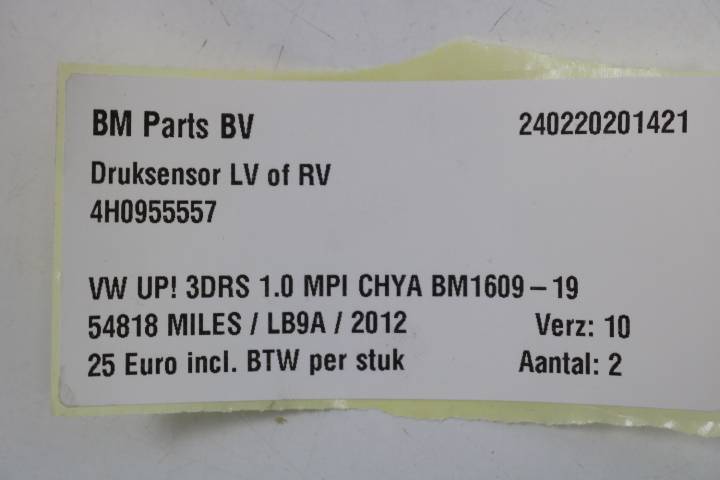 BM Parts BV 240220201421
Druksensor LV of RV
4H0955557
VW UP! 3DRS 1.0 MPI CHYA BM1609 – 19
54818 MILES / LB9A / 2012 Verz: 10
25 Euro incl. BTW per stuk Aantal: 2